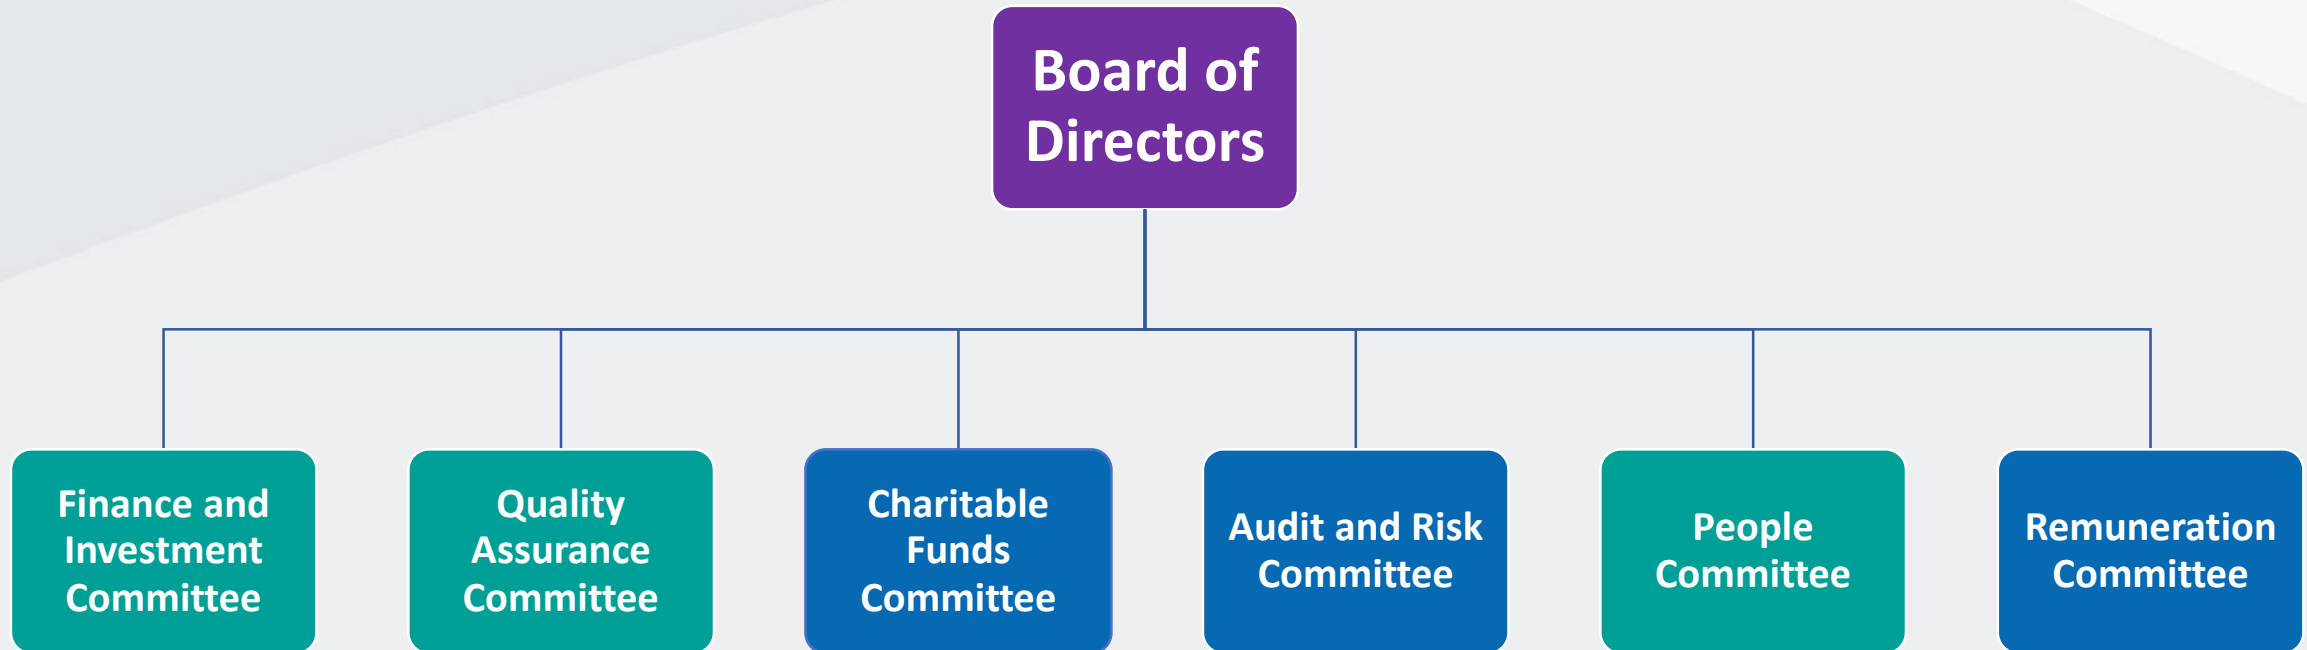 Board of
Directors
Finance and
Investment
Committee
Quality
Assurance
Committee
Charitable
Funds
Committee
Audit and Risk
Committee
People
Committee
Remuneration
Committee